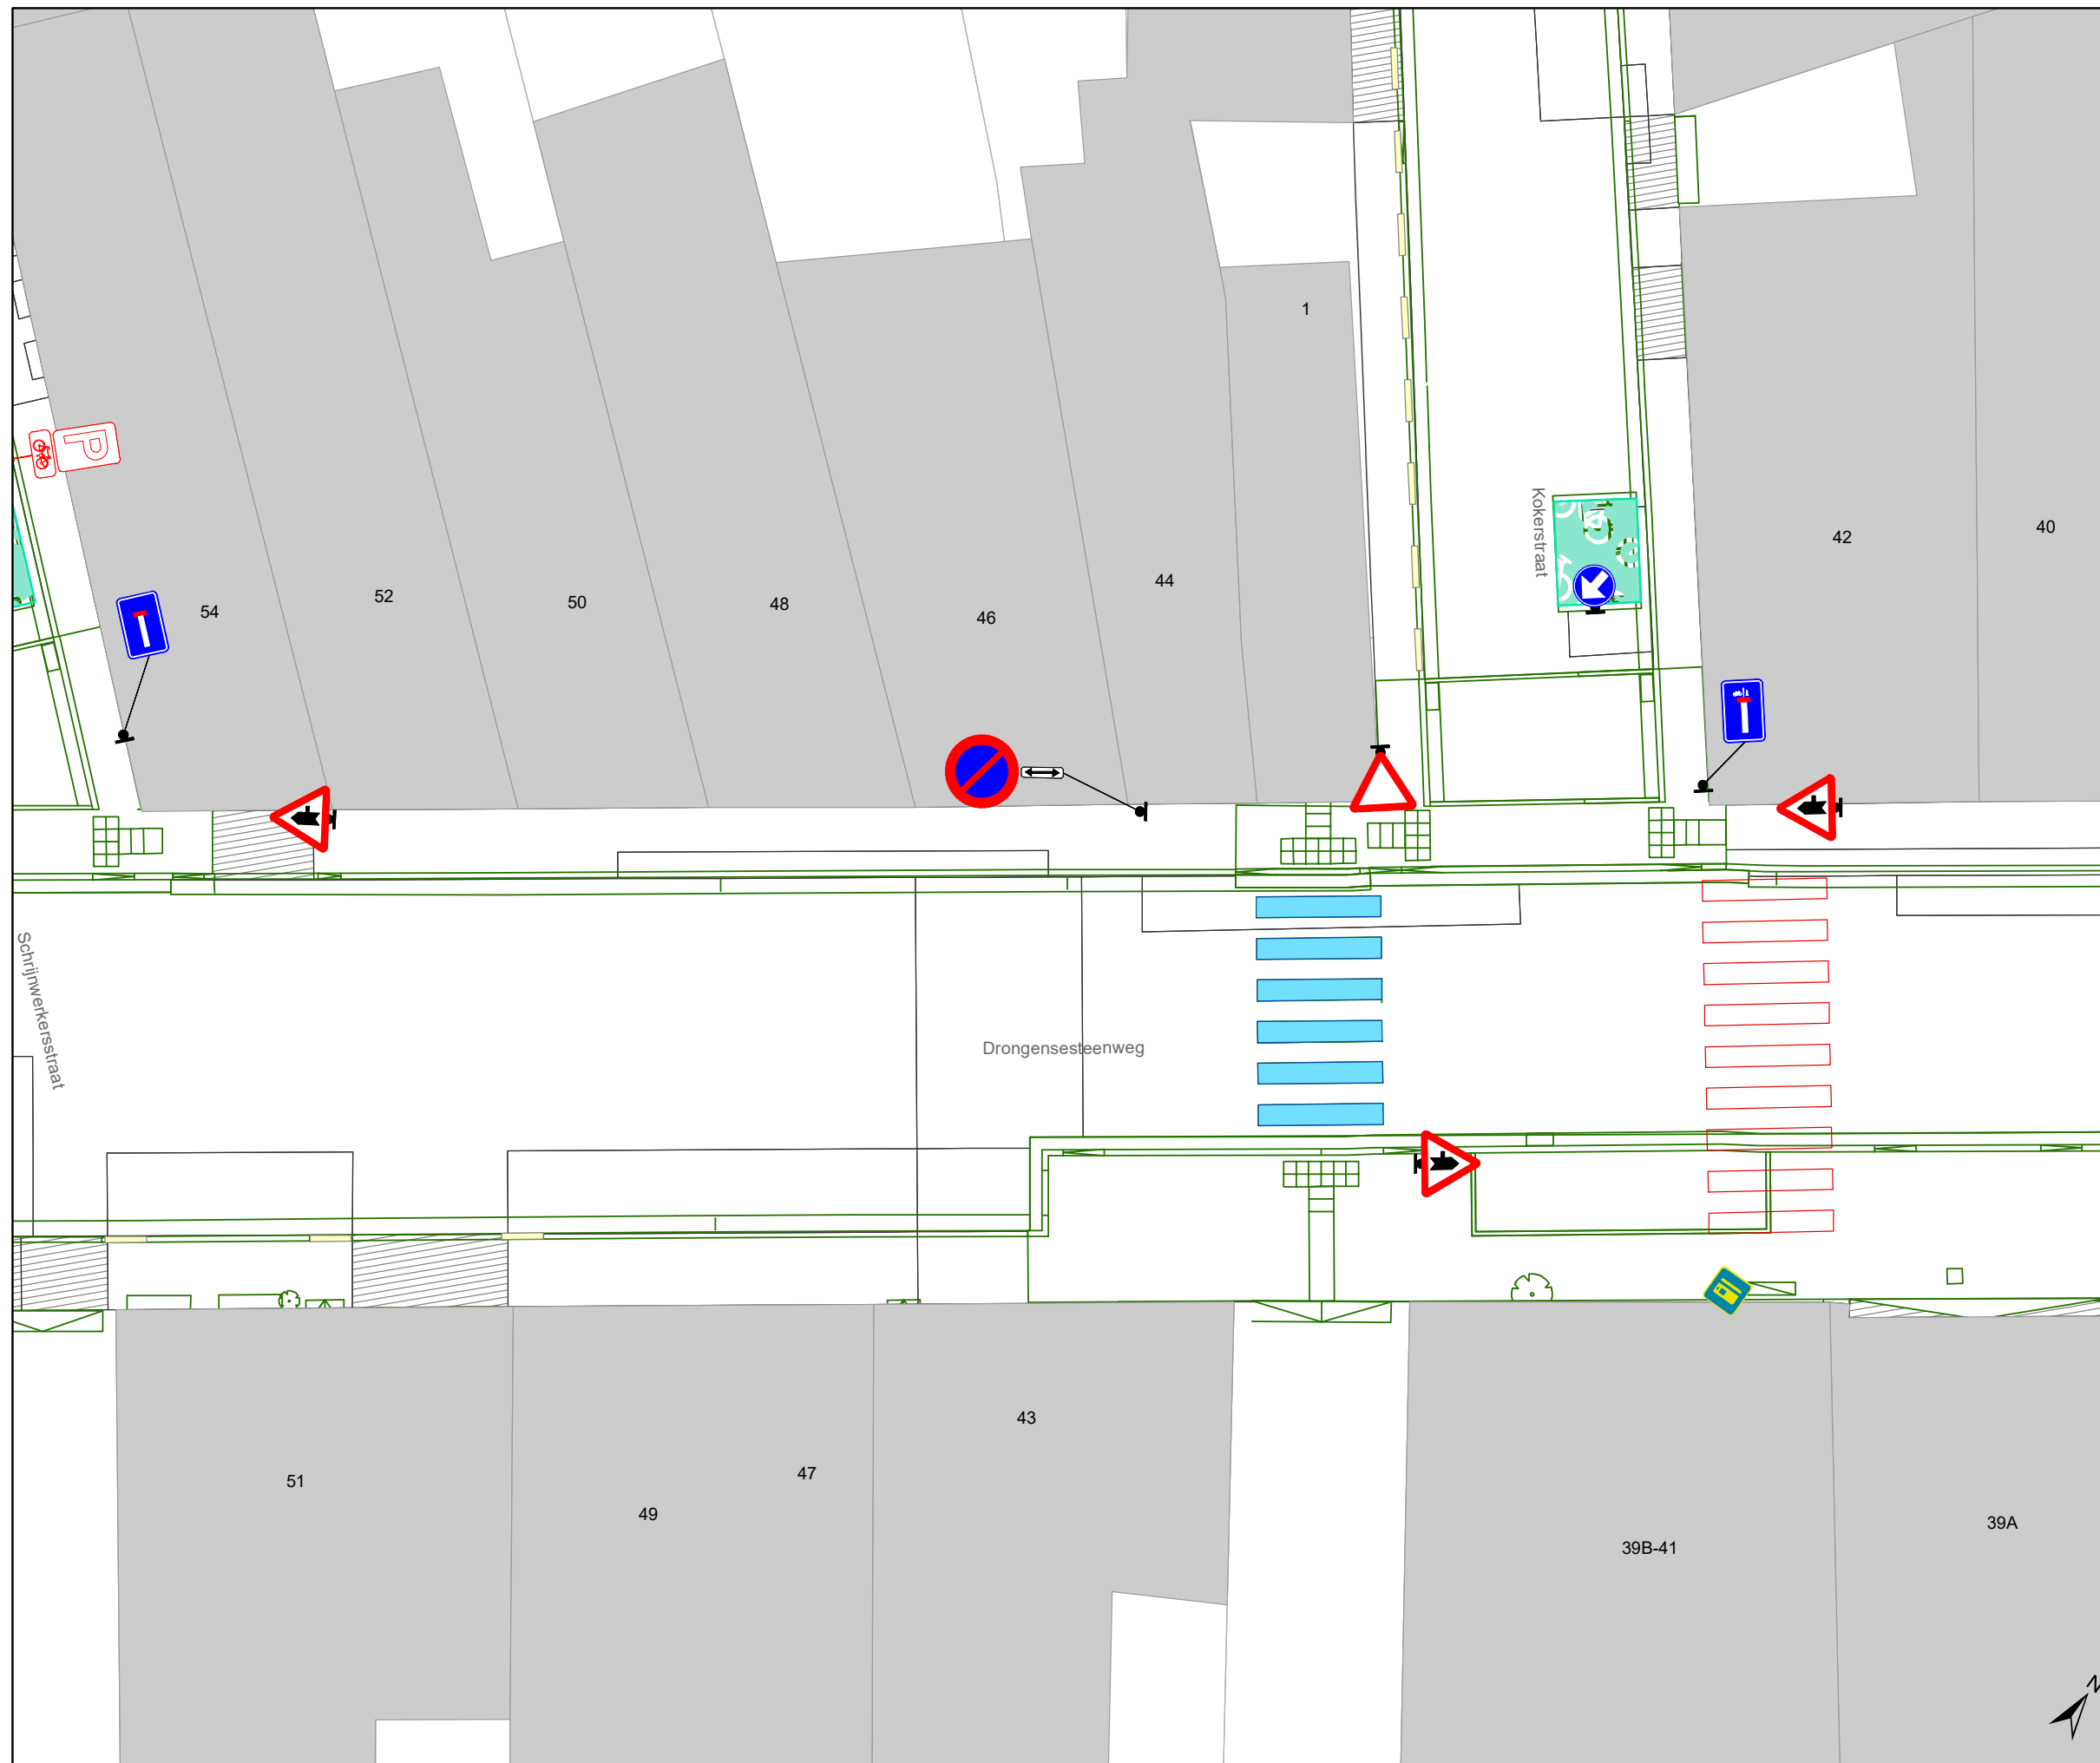 1
P
Kokerstraat
40
42
44
52
50
48
54
46
Schrijnwerkersstraat
Drongensesteenweg
43
47
51
49
39A
39B-41
N